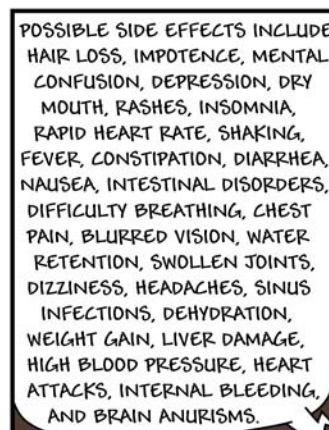 POSSIBLE SIDE EFFECTS INCLUDE
HAIR LOSS, IMPOTENCE, MENTAL
CONFUSION, DEPRESSION, DRY
MOUTH, RASHES, INSOMNIA,
RAPID HEART RATE, SHAKING,
FEVER, CONSTIPATION, DIARRHEA,
NAUSEA, INTESTINAL DISORDERS,
DIFFICULTY BREATHING, CHEST
PAIN, BLURRED VISION, WATER
RETENTION, SWOLLEN JOINTS,
DIZZINESS, HEADACHES, SINUS
INFECTIONS, DEHYDRATION,
WEIGHT GAIN, LIVER DAMAGE,
HIGH BLOOD PRESSURE, HEART
ATTACKS, INTERNAL BLEEDING,
AND BRAIN ANURISMS.